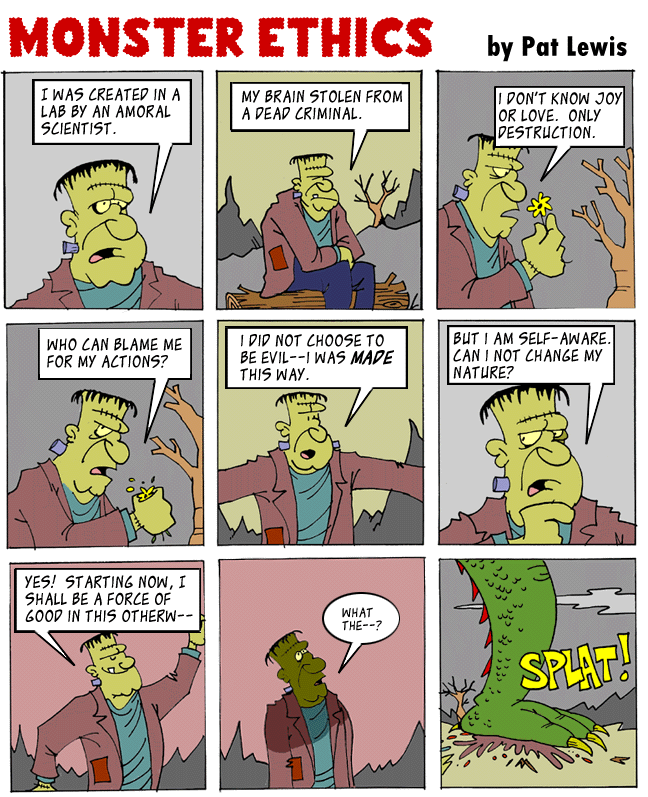 MONSTER ETHICS
by Pat Lewis
I WAS CREATED IN A
LAB BY AN AMORAL
SCIENTIST.
MY BRAIN STOLEN FROM
A DEAD CRIMINAL.
I DON'T KNOW JOY
OR LOVE. ONLY
DESTRUCTION.
WHO CAN BLAME ME
FOR MY ACTIONS?
I DID NOT CHOOSE TO
BE EVIL--I WAS MADE
THIS WAY.
BUT I AM SELF-AWARE.
CAN I NOT CHANGE MY
NATURE?
YES! STARTING NOW, I
SHALL BE A FORCE OF
GOOD IN THIS OTHERW--
WHAT
THE--?
SPLAT!